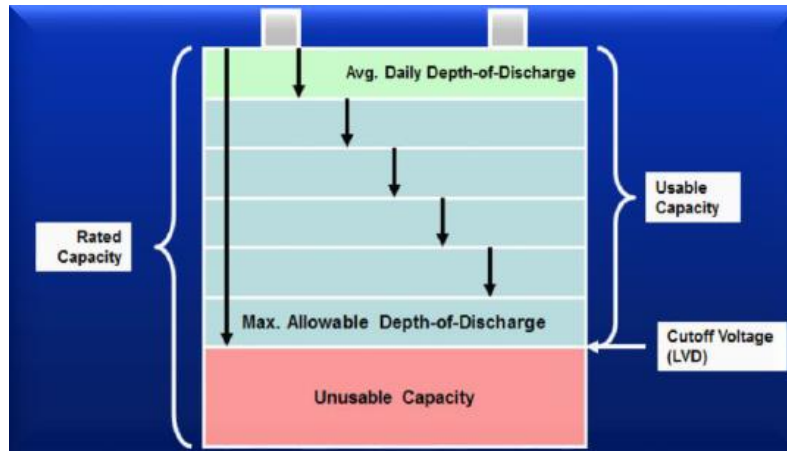 Avg. Daily Depth-of-Discharge
Usable
Capacity
Rated
Capacity
Max. Allowable Depth-of-Discharge
Cutoff Voltage
(LVD)
Unusable Capacity